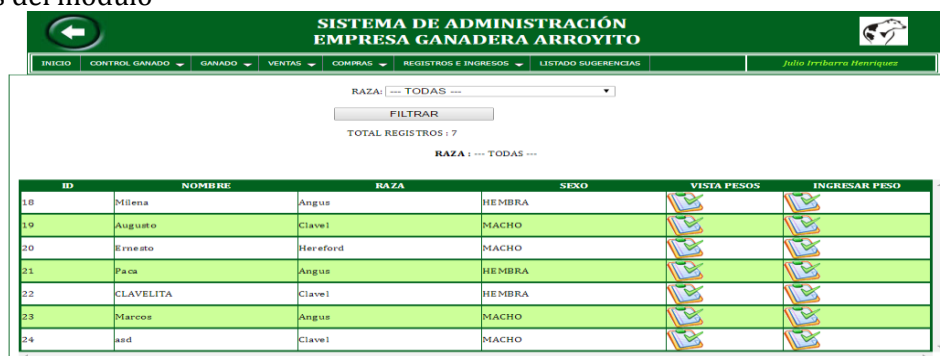 s del módulo
SISTEMA DE ADMINISTRACIÓN
EMPRESA GANADERA ARROYITO
INICIO CONTROL GANADO GANADO VENTAS COMPRAS REGISTROS E INGRESOS LISTADO SUGERENCIAS Julio Irribarra Henriquez
RAZA: --- TODAS ---
FILTRAR
TOTAL REGISTROS : 7
RAZA : --- TODAS ---
ID NOMBRE RAZA SEXO VISTA PESOS INGRESAR PESO
18 Milena Angus HEMBRA
19 Augusto Clavel MACHO
20 Ernesto Hereford MACHO
21 Paca Angus HEMBRA
22 CLAVELITA Clavel HEMBRA
23 Marcos Angus MACHO
24 asd Clavel MACHO